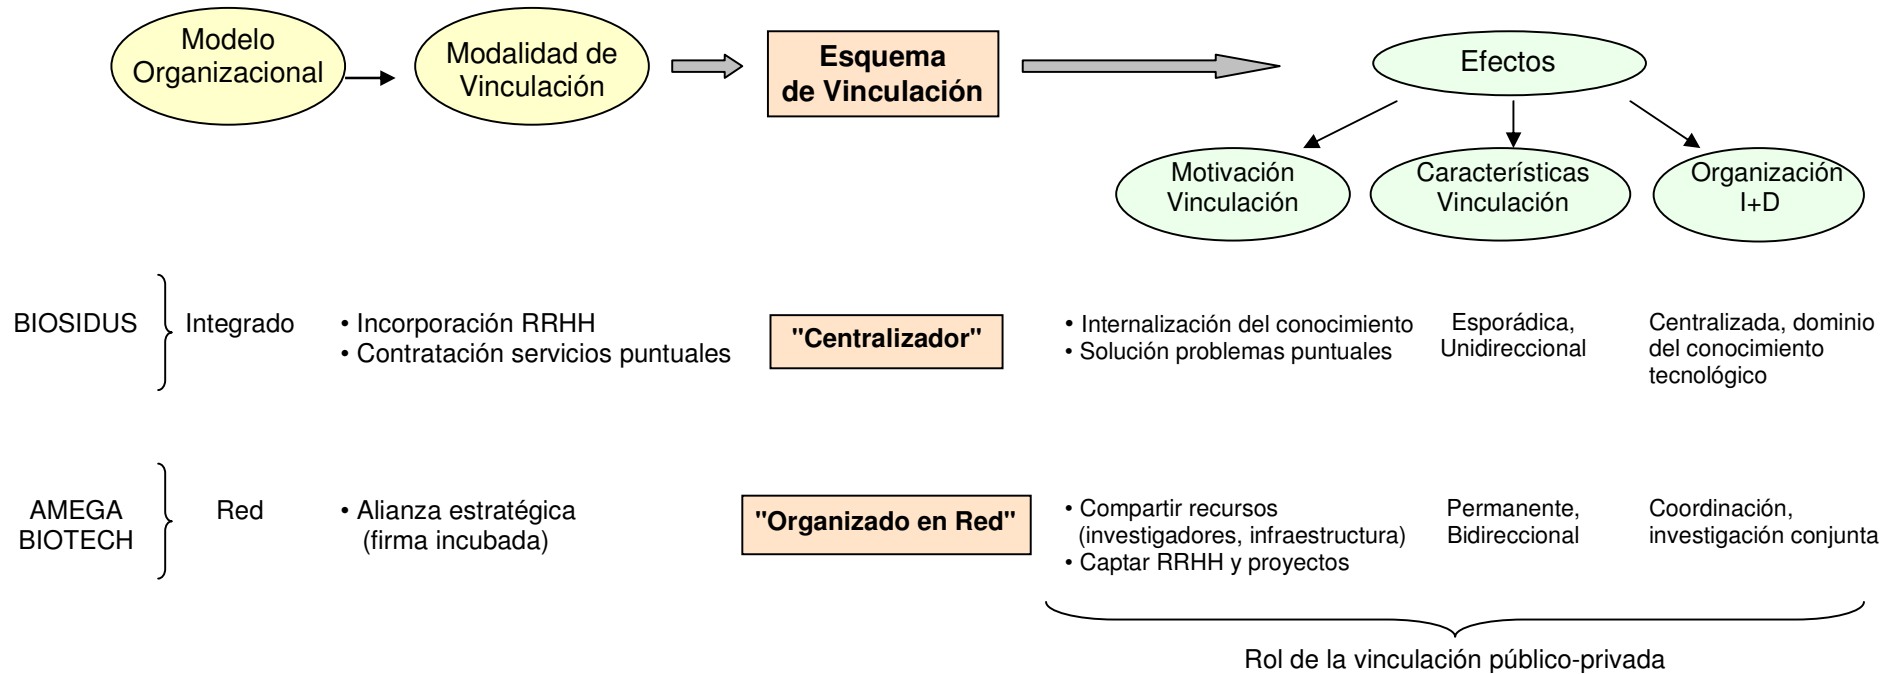 Modelo
Organizacional
Modalidad de
Vinculación
Esquema
de Vinculación
Efectos
Motivación
Vinculación
Características
Vinculación
Organización
I+D
BIOSIDUS
Integrado
• Incorporación RRHH
• Contratación servicios puntuales
"Centralizador"
• Internalización del conocimiento
• Solución problemas puntuales
Esporádica,
Unidireccional
Centralizada, dominio
del conocimiento
tecnológico
AMEGA
BIOTECH
Red
• Alianza estratégica
(firma incubada)
"Organizado en Red"
• Compartir recursos
(investigadores, infraestructura)
• Captar RRHH y proyectos
Permanente,
Bidireccional
Coordinación,
investigación conjunta
Rol de la vinculación público-privada